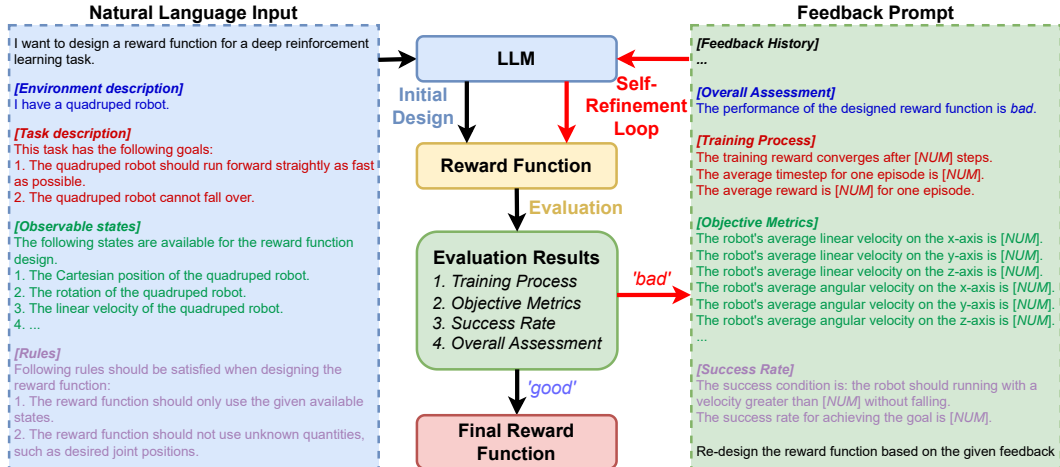 Natural Language Input
I want to design a reward function for a deep reinforcement
learning task.
[Environment description]
I have a quadruped robot.
[Task description]
This task has the following goals:
1. The quadruped robot should run forward straightly as fast
as possible.
2. The quadruped robot cannot fall over.
[Observable states]
The following states are available for the reward function
design.
1. The Cartesian position of the quadruped robot.
2. The rotation of the quadruped robot.
3. The linear velocity of the quadruped robot.
4. ...
[Rules]
Following rules should be satisfied when designing the
reward function:
1. The reward function should only use the given available
states.
2. The reward function should not use unknown quantities,
such as desired joint positions.
LLM
Initial
Design
Self-
Refinement
Loop
Reward Function
Evaluation
Evaluation Results
1. Training Process
2. Objective Metrics
3. Success Rate
4. Overall Assessment
'bad'
'good'
Final Reward
Function
Feedback Prompt
[Feedback History]
...
[Overall Assessment]
The performance of the designed reward function is bad.
[Training Process]
The training reward converges after [NUM] steps.
The average timestep for one episode is [NUM].
The average reward is [NUM] for one episode.
[Objective Metrics]
The robot's average linear velocity on the x-axis is [NUM].
The robot's average linear velocity on the y-axis is [NUM].
The robot's average linear velocity on the z-axis is [NUM].
The robot's average angular velocity on the x-axis is [NUM].
The robot's average angular velocity on the y-axis is [NUM].
The robot's average angular velocity on the z-axis is [NUM].
...
[Success Rate]
The success condition is: the robot should running with a
velocity greater than [NUM] without falling.
The success rate for achieving the goal is [NUM].
Re-design the reward function based on the given feedback